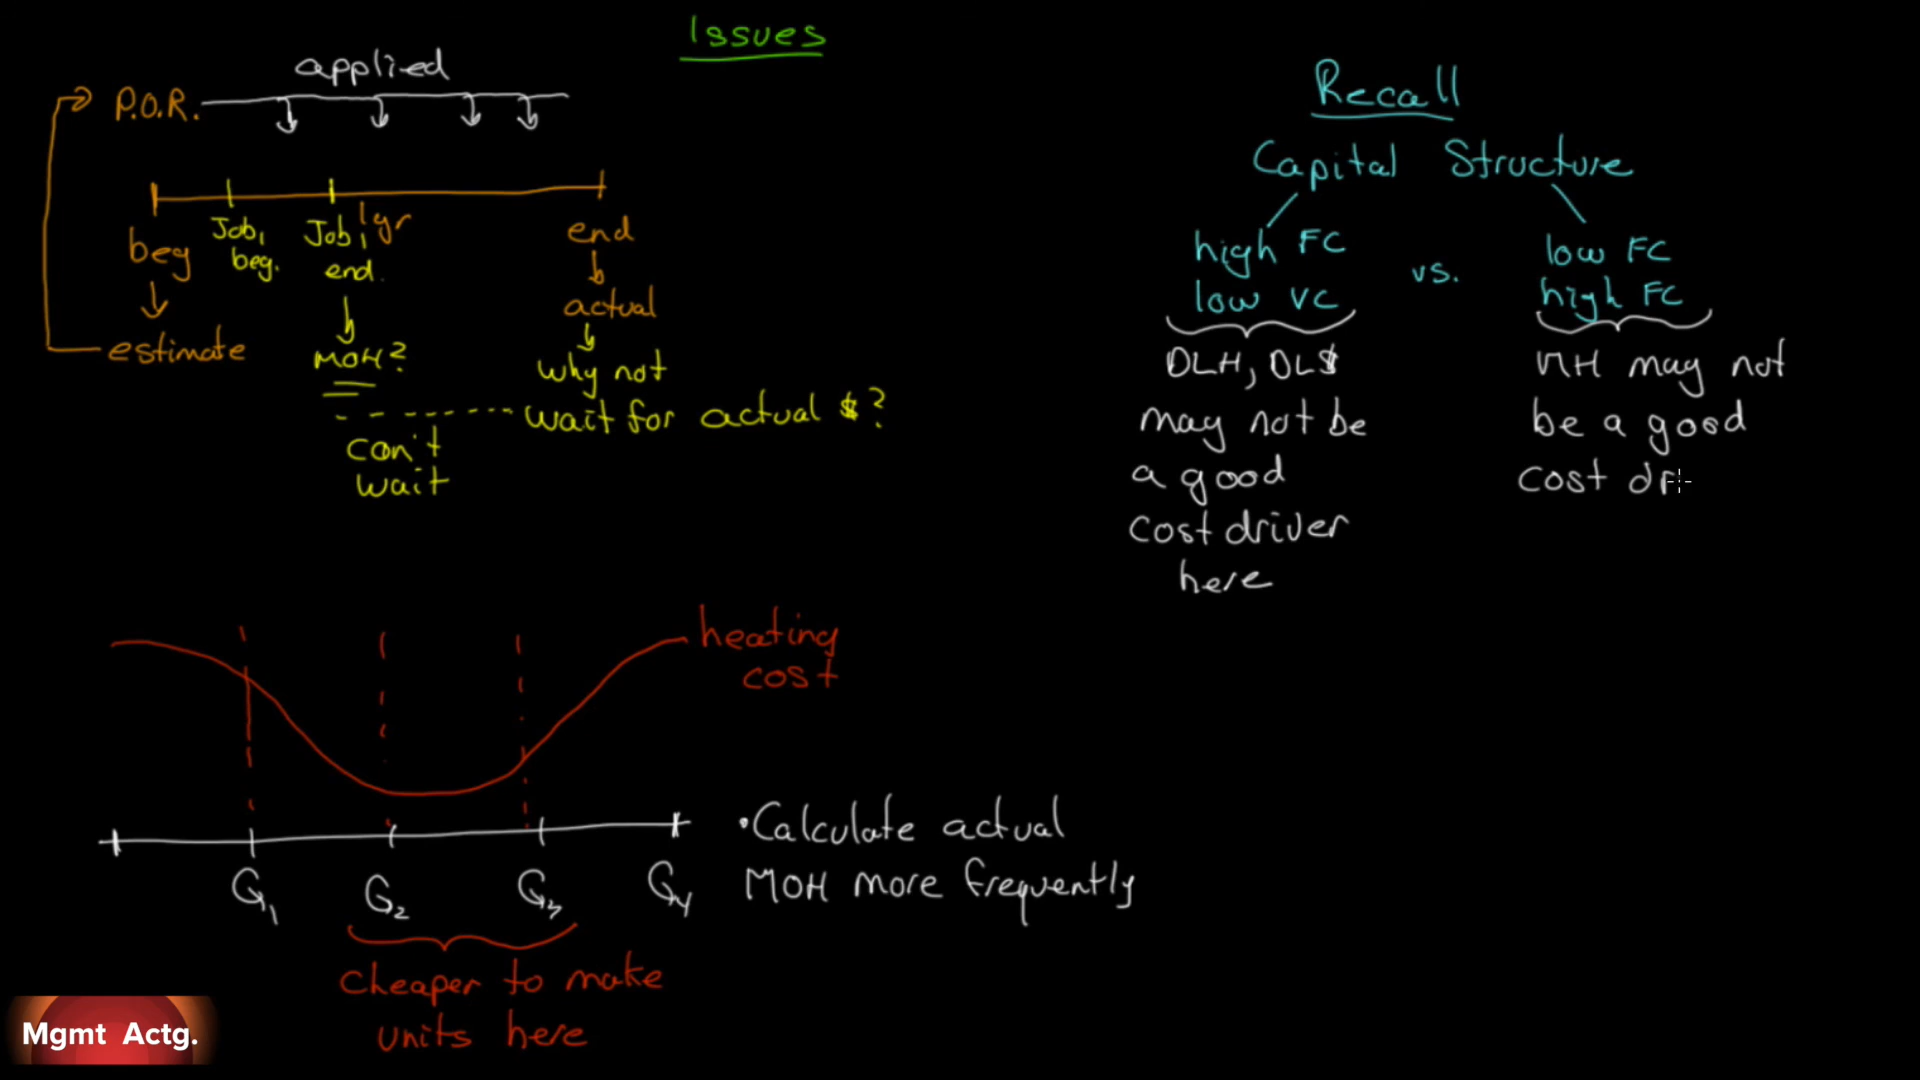 Issues
applied
P.O.R.
beg
Job1
beg.
Job1
end.
1yr
end
estimate
MOH?
actual
why not
wait for actual $?
can't
wait
Recall
Capital Structure
high FC
low VC
vs.
low FC
high FC
DLH, DL$
may not be
a good
cost driver
here
MH may not
be a good
cost dr
heating
cost
Q1
Q2
Q3
Q4
•Calculate actual
MOH more frequently
cheaper to make
units here
Mgmt Actg.